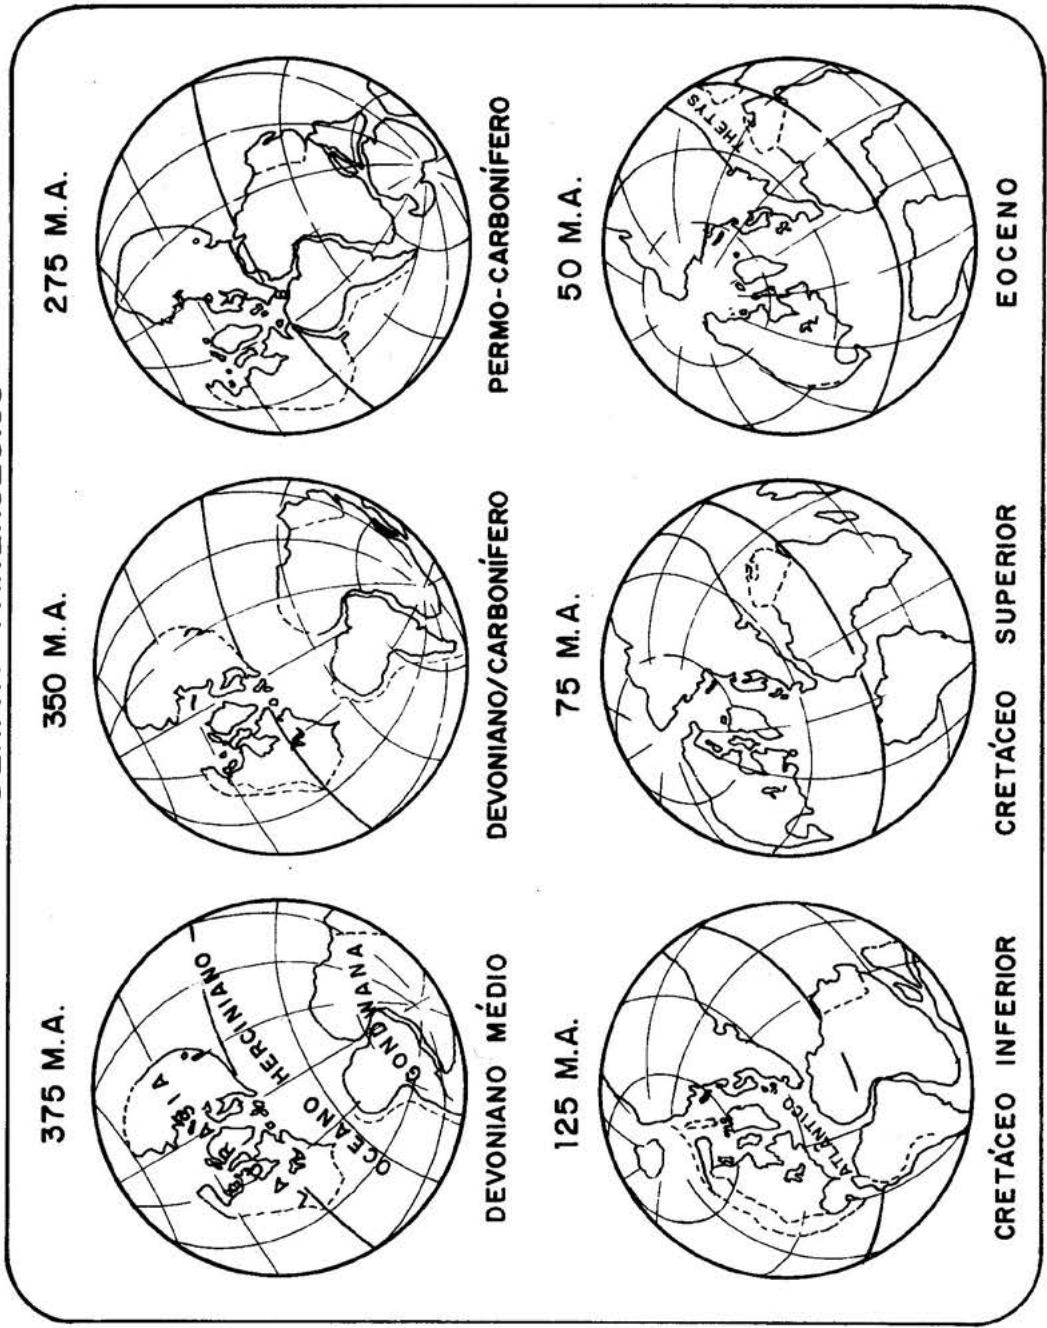 375 M.A.
350 M.A.
275 M.A.
LAURASIA
OCEANO HERCINIANO
GONDWANA
DEVONIANO MÉDIO
DEVONIANO/CARBONÍFERO
PERMO-CARBONÍFERO
125 M.A.
75 M.A.
50 M.A.
ATLÂNTICO
THETYS
CRETÁCEO INFERIOR
CRETÁCEO SUPERIOR
EOCENO